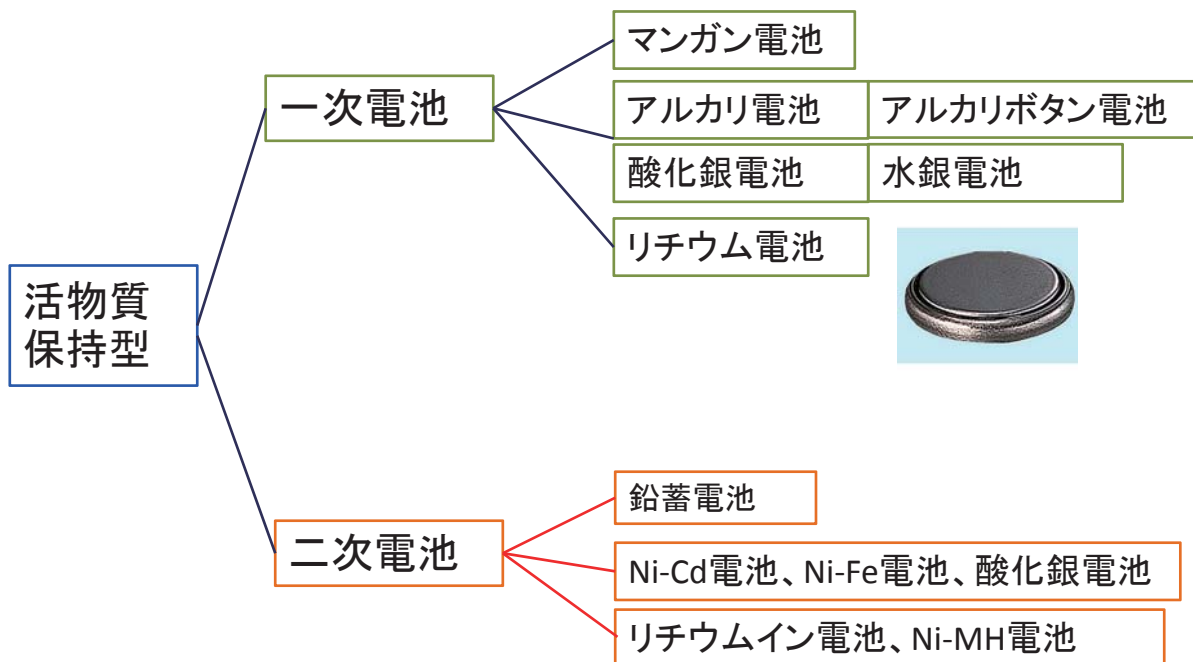 マンガン電池
一次電池
アルカリ電池
アルカリボタン電池
酸化銀電池
水銀電池
リチウム電池
活物質
保持型
鉛蓄電池
二次電池
Ni-Cd電池、Ni-Fe電池、酸化銀電池
リチウムイン電池、Ni-MH電池